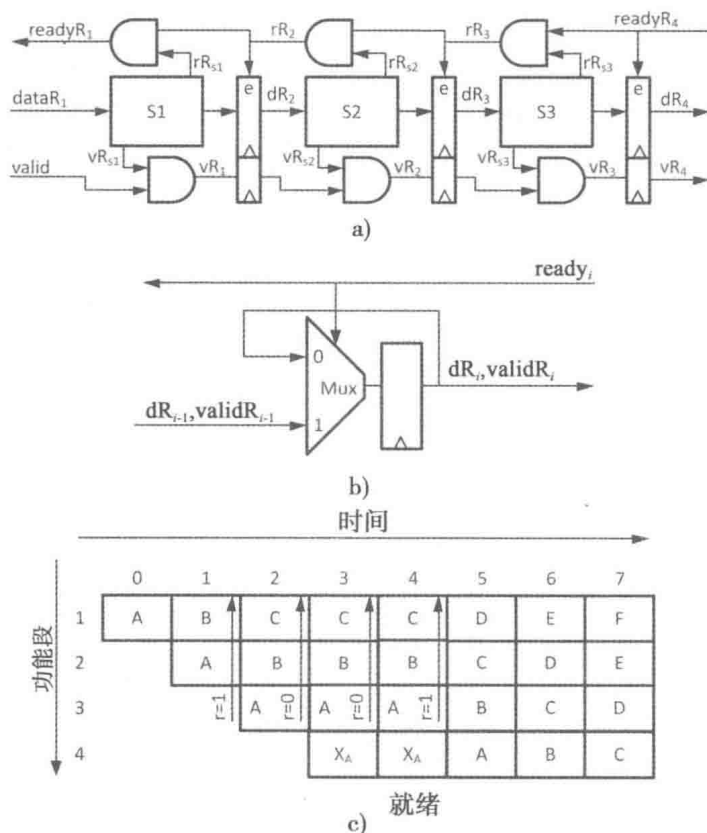 readyR₁ rR₂ rR₃ readyR₄
rRₛ₁ rRₛ₂ rRₛ₃
e e e
dataR₁ S1 dR₂ S2 dR₃ S3 dR₄
vRₛ₁ vRₛ₂ vRₛ₃
valid vR₁ vR₂ vR₃ vR₄
a)
readyᵢ
0
Mux dRᵢ,validRᵢ
dRᵢ₋₁,validRᵢ₋₁ 1
b)
时间
0 1 2 3 4 5 6 7
1 A B C C C D E F
2 A B B B C D E
3 r=1 A r=0 A r=0 A r=1 B C D
4 X_A X_A A B C
功能段
就绪
c)